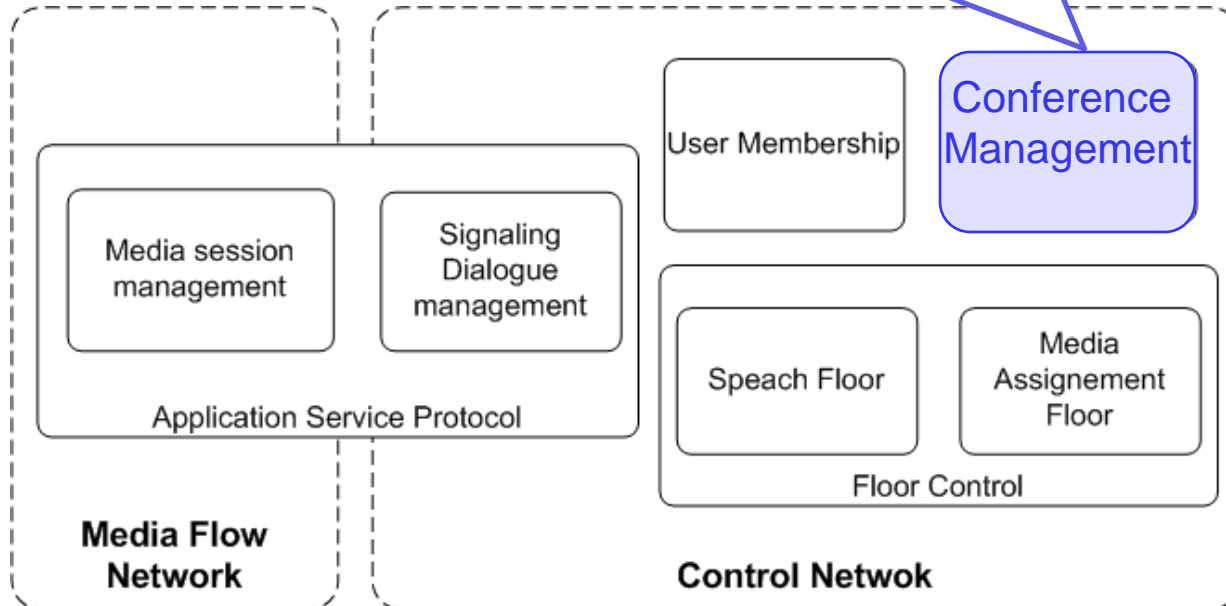 Conference
Management
User Membership
Media session
management
Signaling
Dialogue
management
Application Service Protocol
Speach Floor
Media
Assignement
Floor
Floor Control
Media Flow
Network
Control Netwok